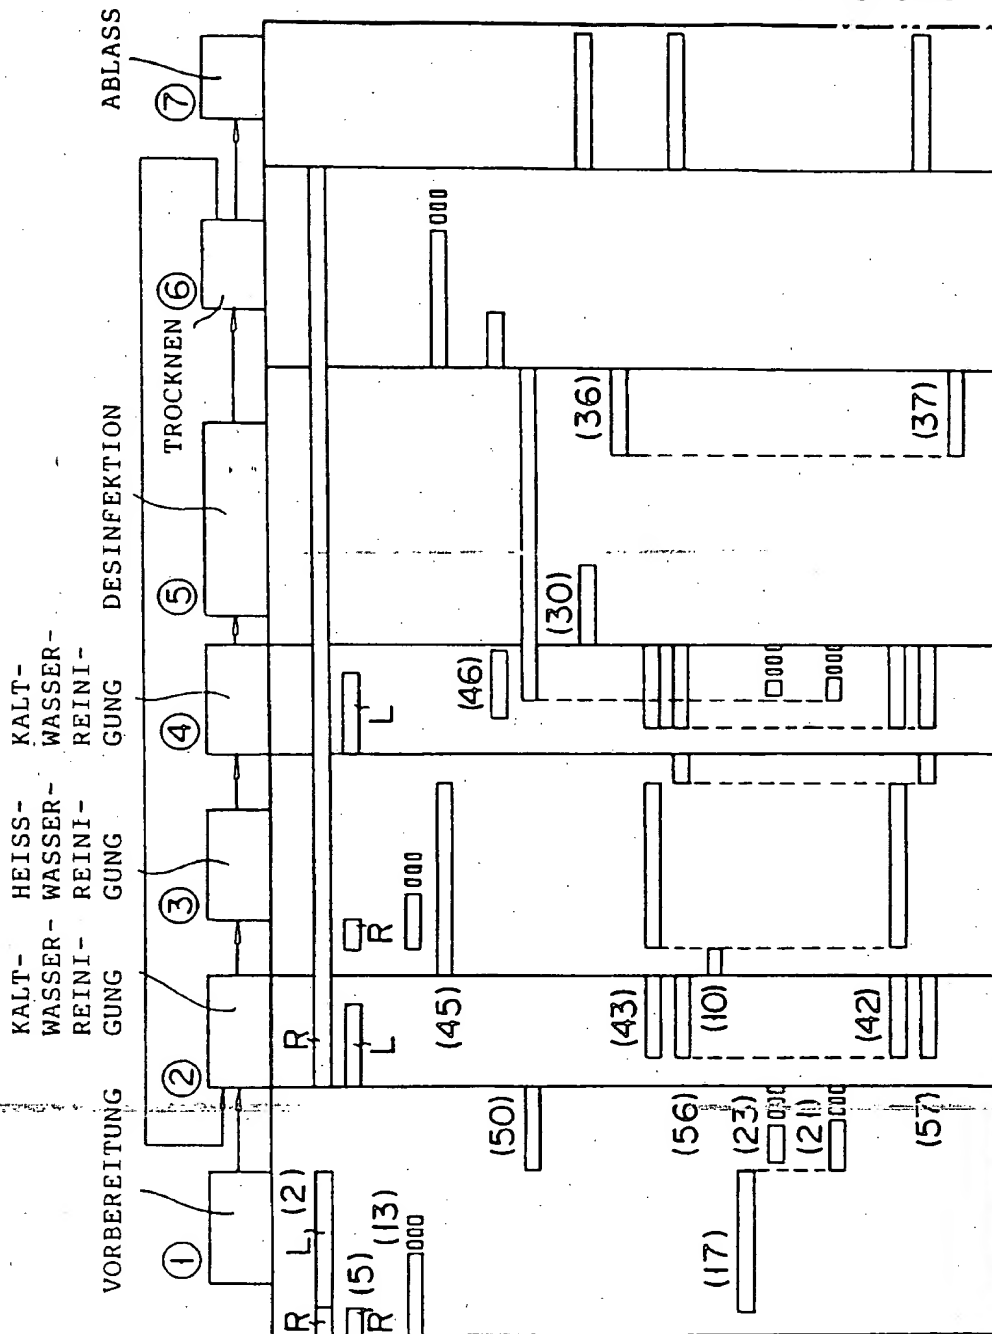 ① VORBEREITUNG
② KALT-
WASSER-
REINI-
GUNG
③ HEISS-
WASSER-
REINI-
GUNG
④ KALT-
WASSER-
REINI-
GUNG
⑤ DESINFEKTION
⑥ TROCKNEN
⑦ ABLASS
R L (2)
R
R (5)
L
R
L
(13)
(45)
(46)
(50)
(30)
(36)
(43)
(56)
(10)
(17)
(23)
(21)
(42)
(57)
(37)